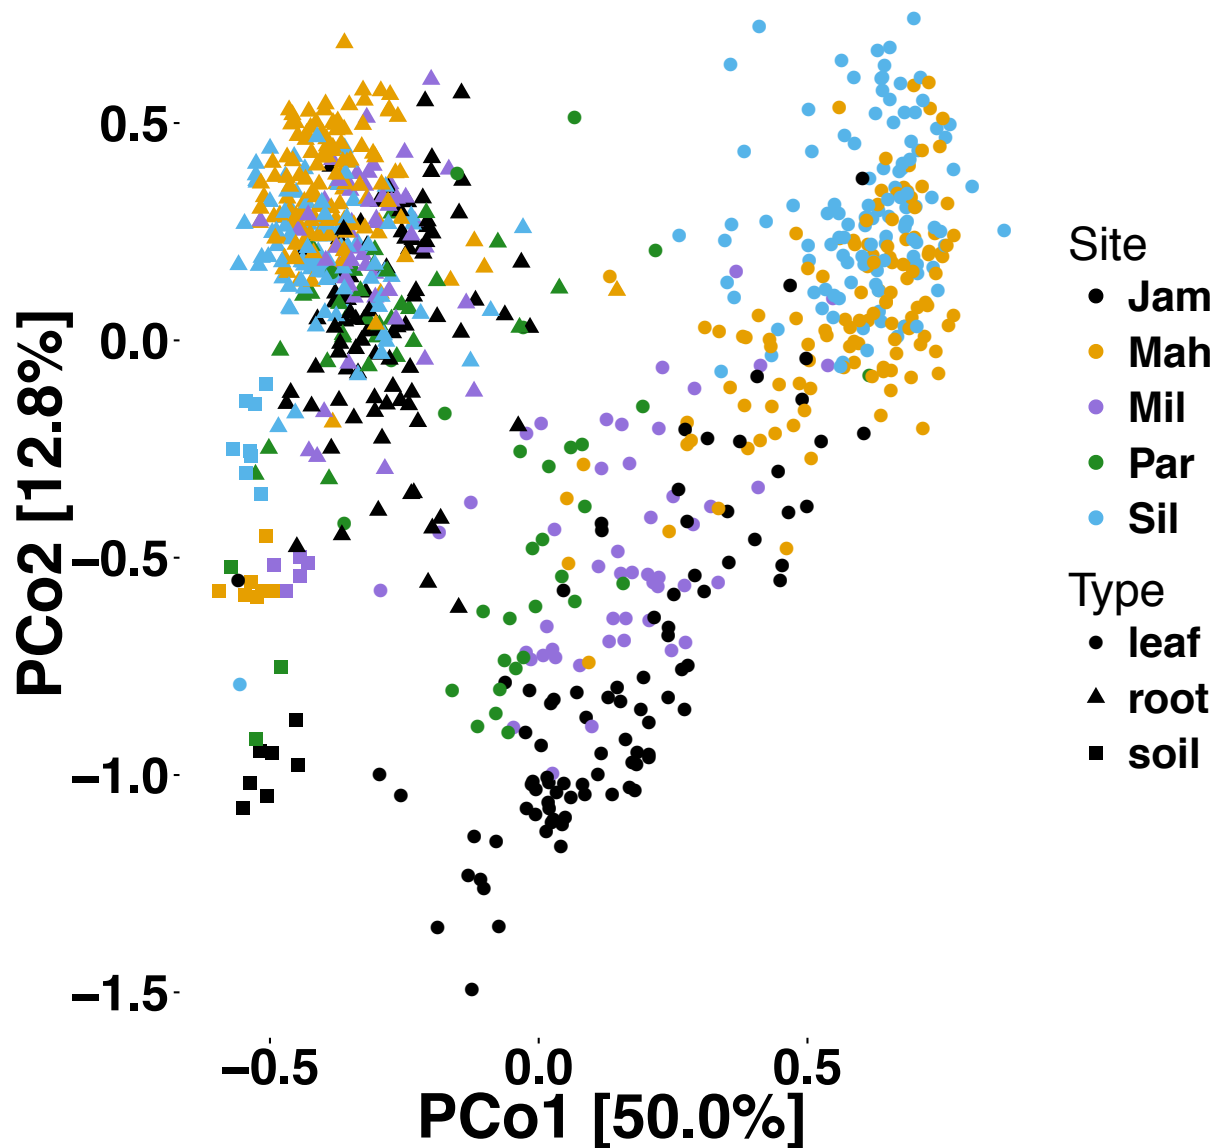 0.5
0.0
−0.5
−1.0
−1.5
PCo2 [12.8%]
−0.5 0.0 0.5
PCo1 [50.0%]
Site
Jam
Mah
Mil
Par
Sil
Type
leaf
root
soil